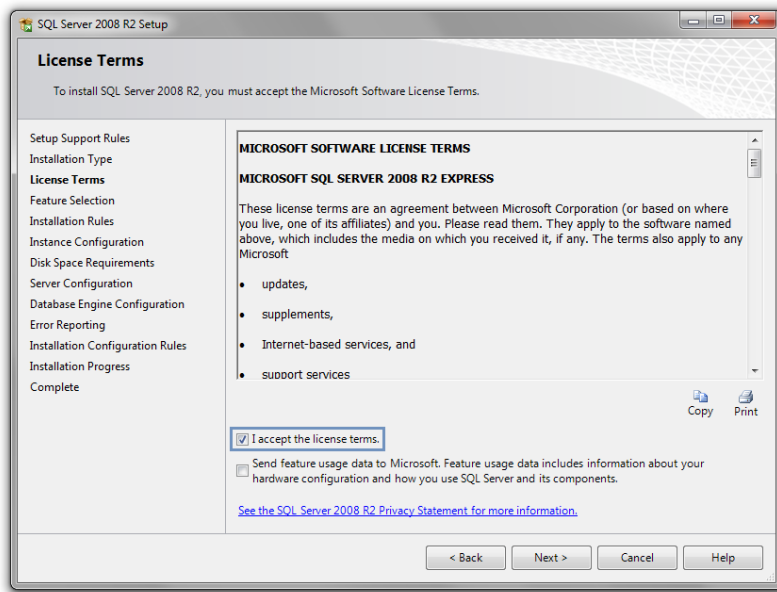 SQL Server 2008 R2 Setup
License Terms
To install SQL Server 2008 R2, you must accept the Microsoft Software License Terms.
Setup Support Rules
Installation Type
License Terms
Feature Selection
Installation Rules
Instance Configuration
Disk Space Requirements
Server Configuration
Database Engine Configuration
Error Reporting
Installation Configuration Rules
Installation Progress
Complete
MICROSOFT SOFTWARE LICENSE TERMS
MICROSOFT SQL SERVER 2008 R2 EXPRESS
These license terms are an agreement between Microsoft Corporation (or based on where
you live, one of its affiliates) and you. Please read them. They apply to the software named
above, which includes the media on which you received it, if any. The terms also apply to any
Microsoft
• updates,
• supplements,
• Internet-based services, and
• support services
Copy
Print
I accept the license terms.
Send feature usage data to Microsoft. Feature usage data includes information about your
hardware configuration and how you use SQL Server and its components.
See the SQL Server 2008 R2 Privacy Statement for more information.
< Back
Next >
Cancel
Help